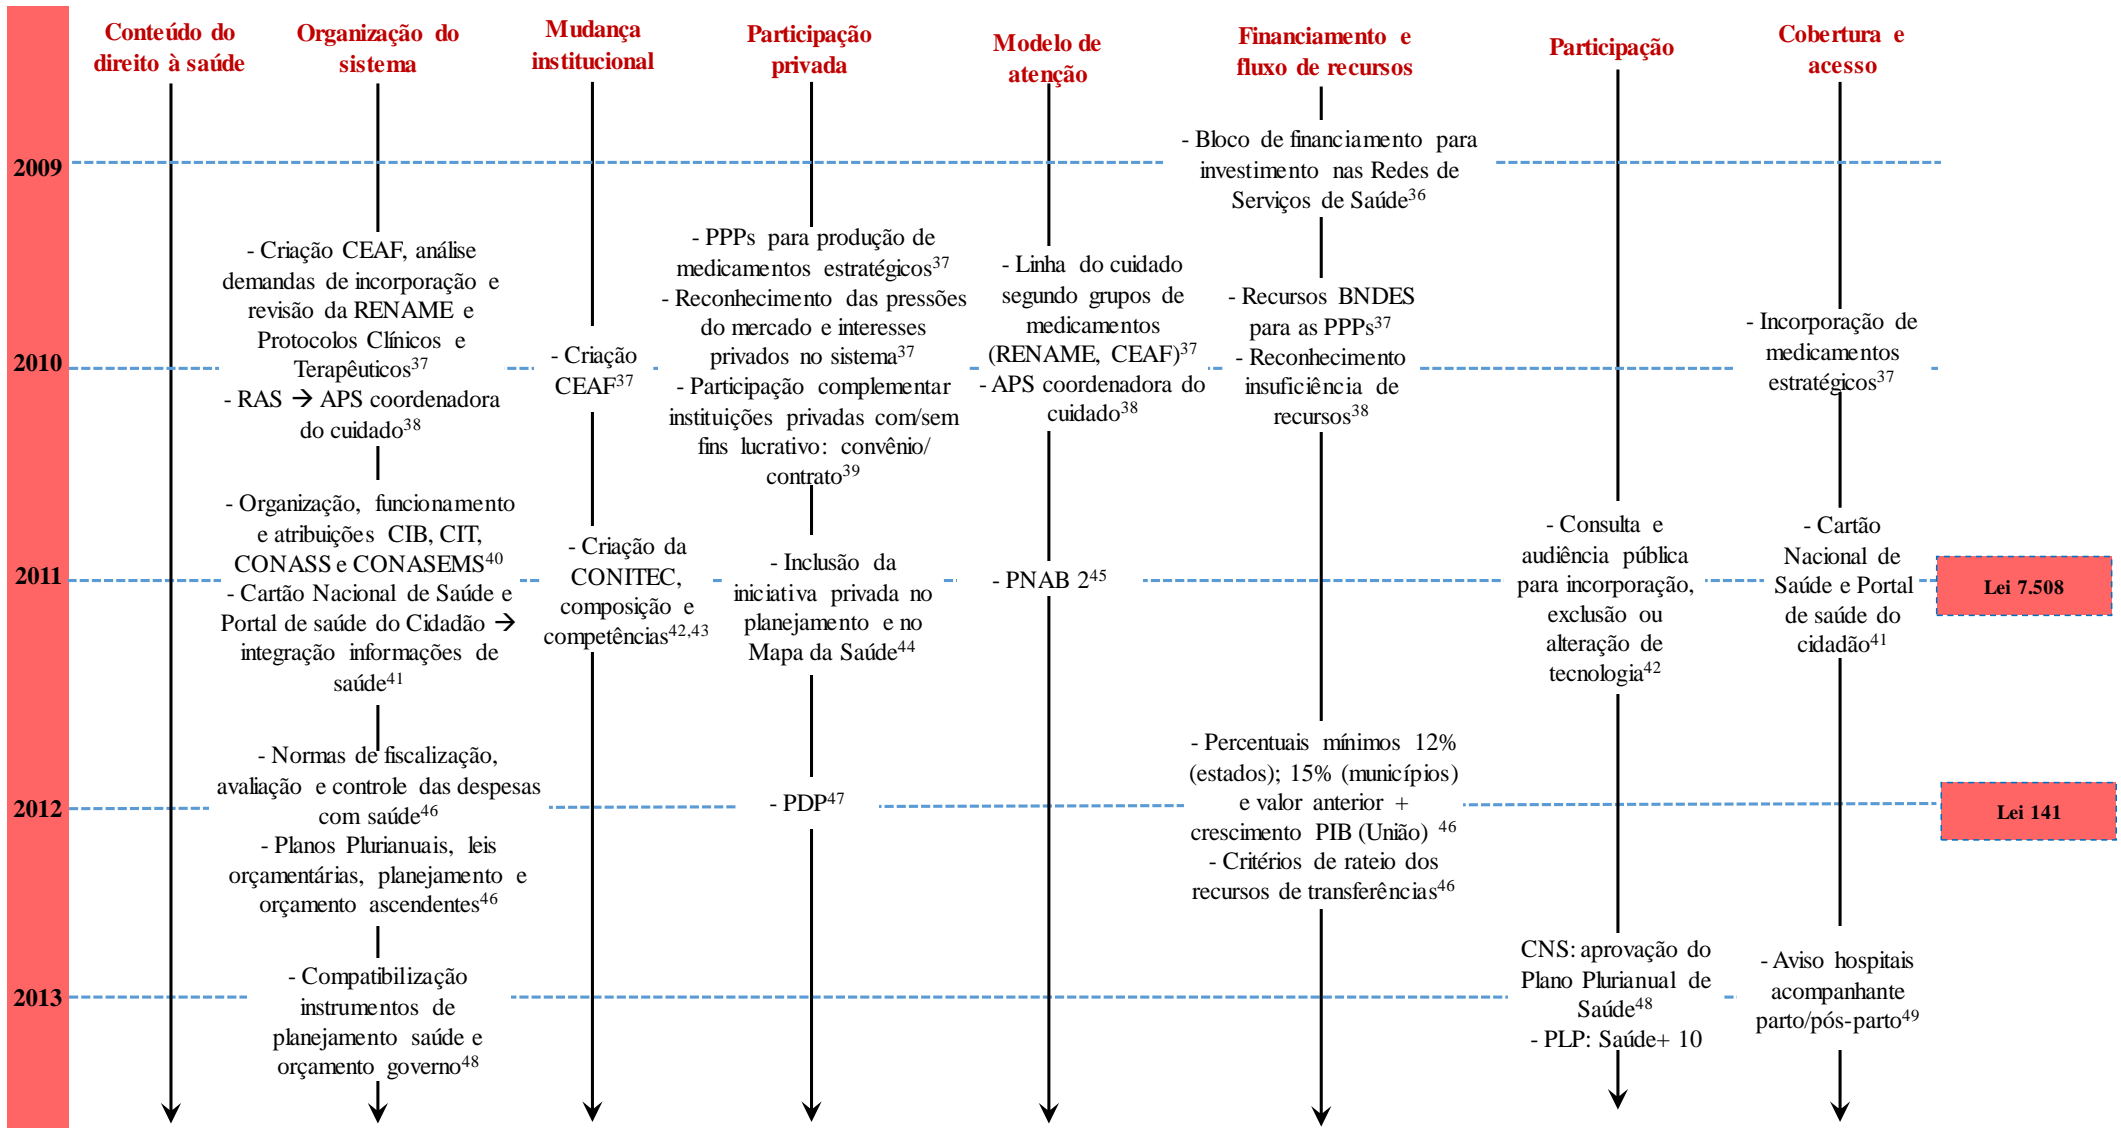 Conteúdo do
direito à saúde
Organização do
sistema
Mudança
institucional
Participação
privada
Modelo de
atenção
Financiamento e
fluxo de recursos
Participação
Cobertura e
acesso
2009
- Bloco de financiamento para
investimento nas Redes de
Serviços de Saúde36
2010
- Criação CEAF, análise
demandas de incorporação e
revisão da RENAME e
Protocolos Clínicos e
Terapêuticos37
- RAS → APS coordenadora
do cuidado38
- Criação
CEAF37
- PPPs para produção de
medicamentos estratégicos37
- Reconhecimento das pressões
do mercado e interesses
privados no sistema37
- Participação complementar
instituições privadas com/sem
fins lucrativo: convênio/
contrato39
- Linha do cuidado
segundo grupos de
medicamentos
(RENAME, CEAF)37
- APS coordenadora do
cuidado38
- Recursos BNDES
para as PPPs37
- Reconhecimento
insuficiência de
recursos38
- Incorporação de
medicamentos
estratégicos37
2011
- Organização, funcionamento
e atribuições CIB, CIT,
CONASS e CONASEMS40
- Cartão Nacional de Saúde e
Portal de saúde do Cidadão →
integração informações de
saúde41
- Criação da
CONITEC,
composição e
competências42,43
- Inclusão da
iniciativa privada no
planejamento e no
Mapa da Saúde44
- PNAB 245
- Consulta e
audiência pública
para incorporação,
exclusão ou
alteração de
tecnologia42
- Cartão
Nacional de
Saúde e Portal
de saúde do
cidadão41
Lei 7.508
2012
- Normas de fiscalização,
avaliação e controle das despesas
com saúde46
- Planos Plurianuais, leis
orçamentárias, planejamento e
orçamento ascendentes46
- PDP47
- Percentuais mínimos 12%
(estados); 15% (municípios)
e valor anterior +
crescimento PIB (União) 46
- Critérios de rateio dos
recursos de transferências46
Lei 141
2013
- Compatibilização
instrumentos de
planejamento saúde e
orçamento governo48
CNS: aprovação do
Plano Plurianual de
Saúde48
- PLP: Saúde+ 10
- Aviso hospitais
acompanhante
parto/pós-parto49